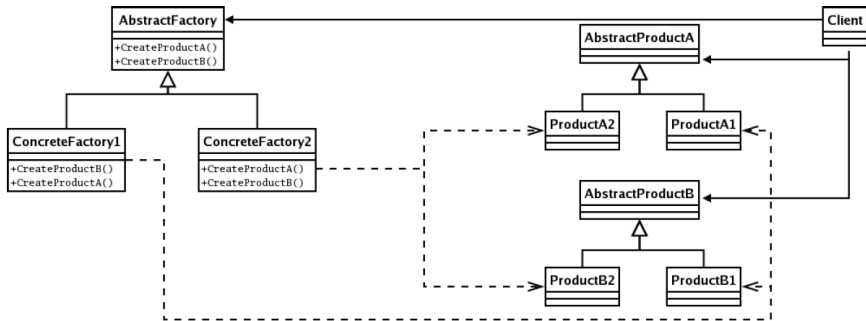 AbstractFactory
+CreateProductA()
+CreateProductB()
Client
AbstractProductA
ProductA2
ProductA1
ConcreteFactory1
+CreateProductB()
+CreateProductA()
ConcreteFactory2
+CreateProductA()
+CreateProductB()
AbstractProductB
ProductB2
ProductB1